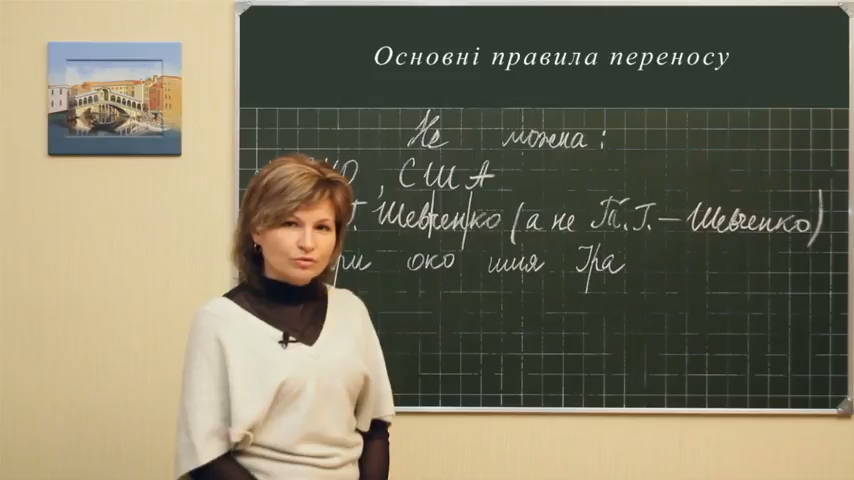 Основні правила переносу
Не можна:
, США
Г. Шевченко (а не Т. Г. – Шевченко)
око шия Іра